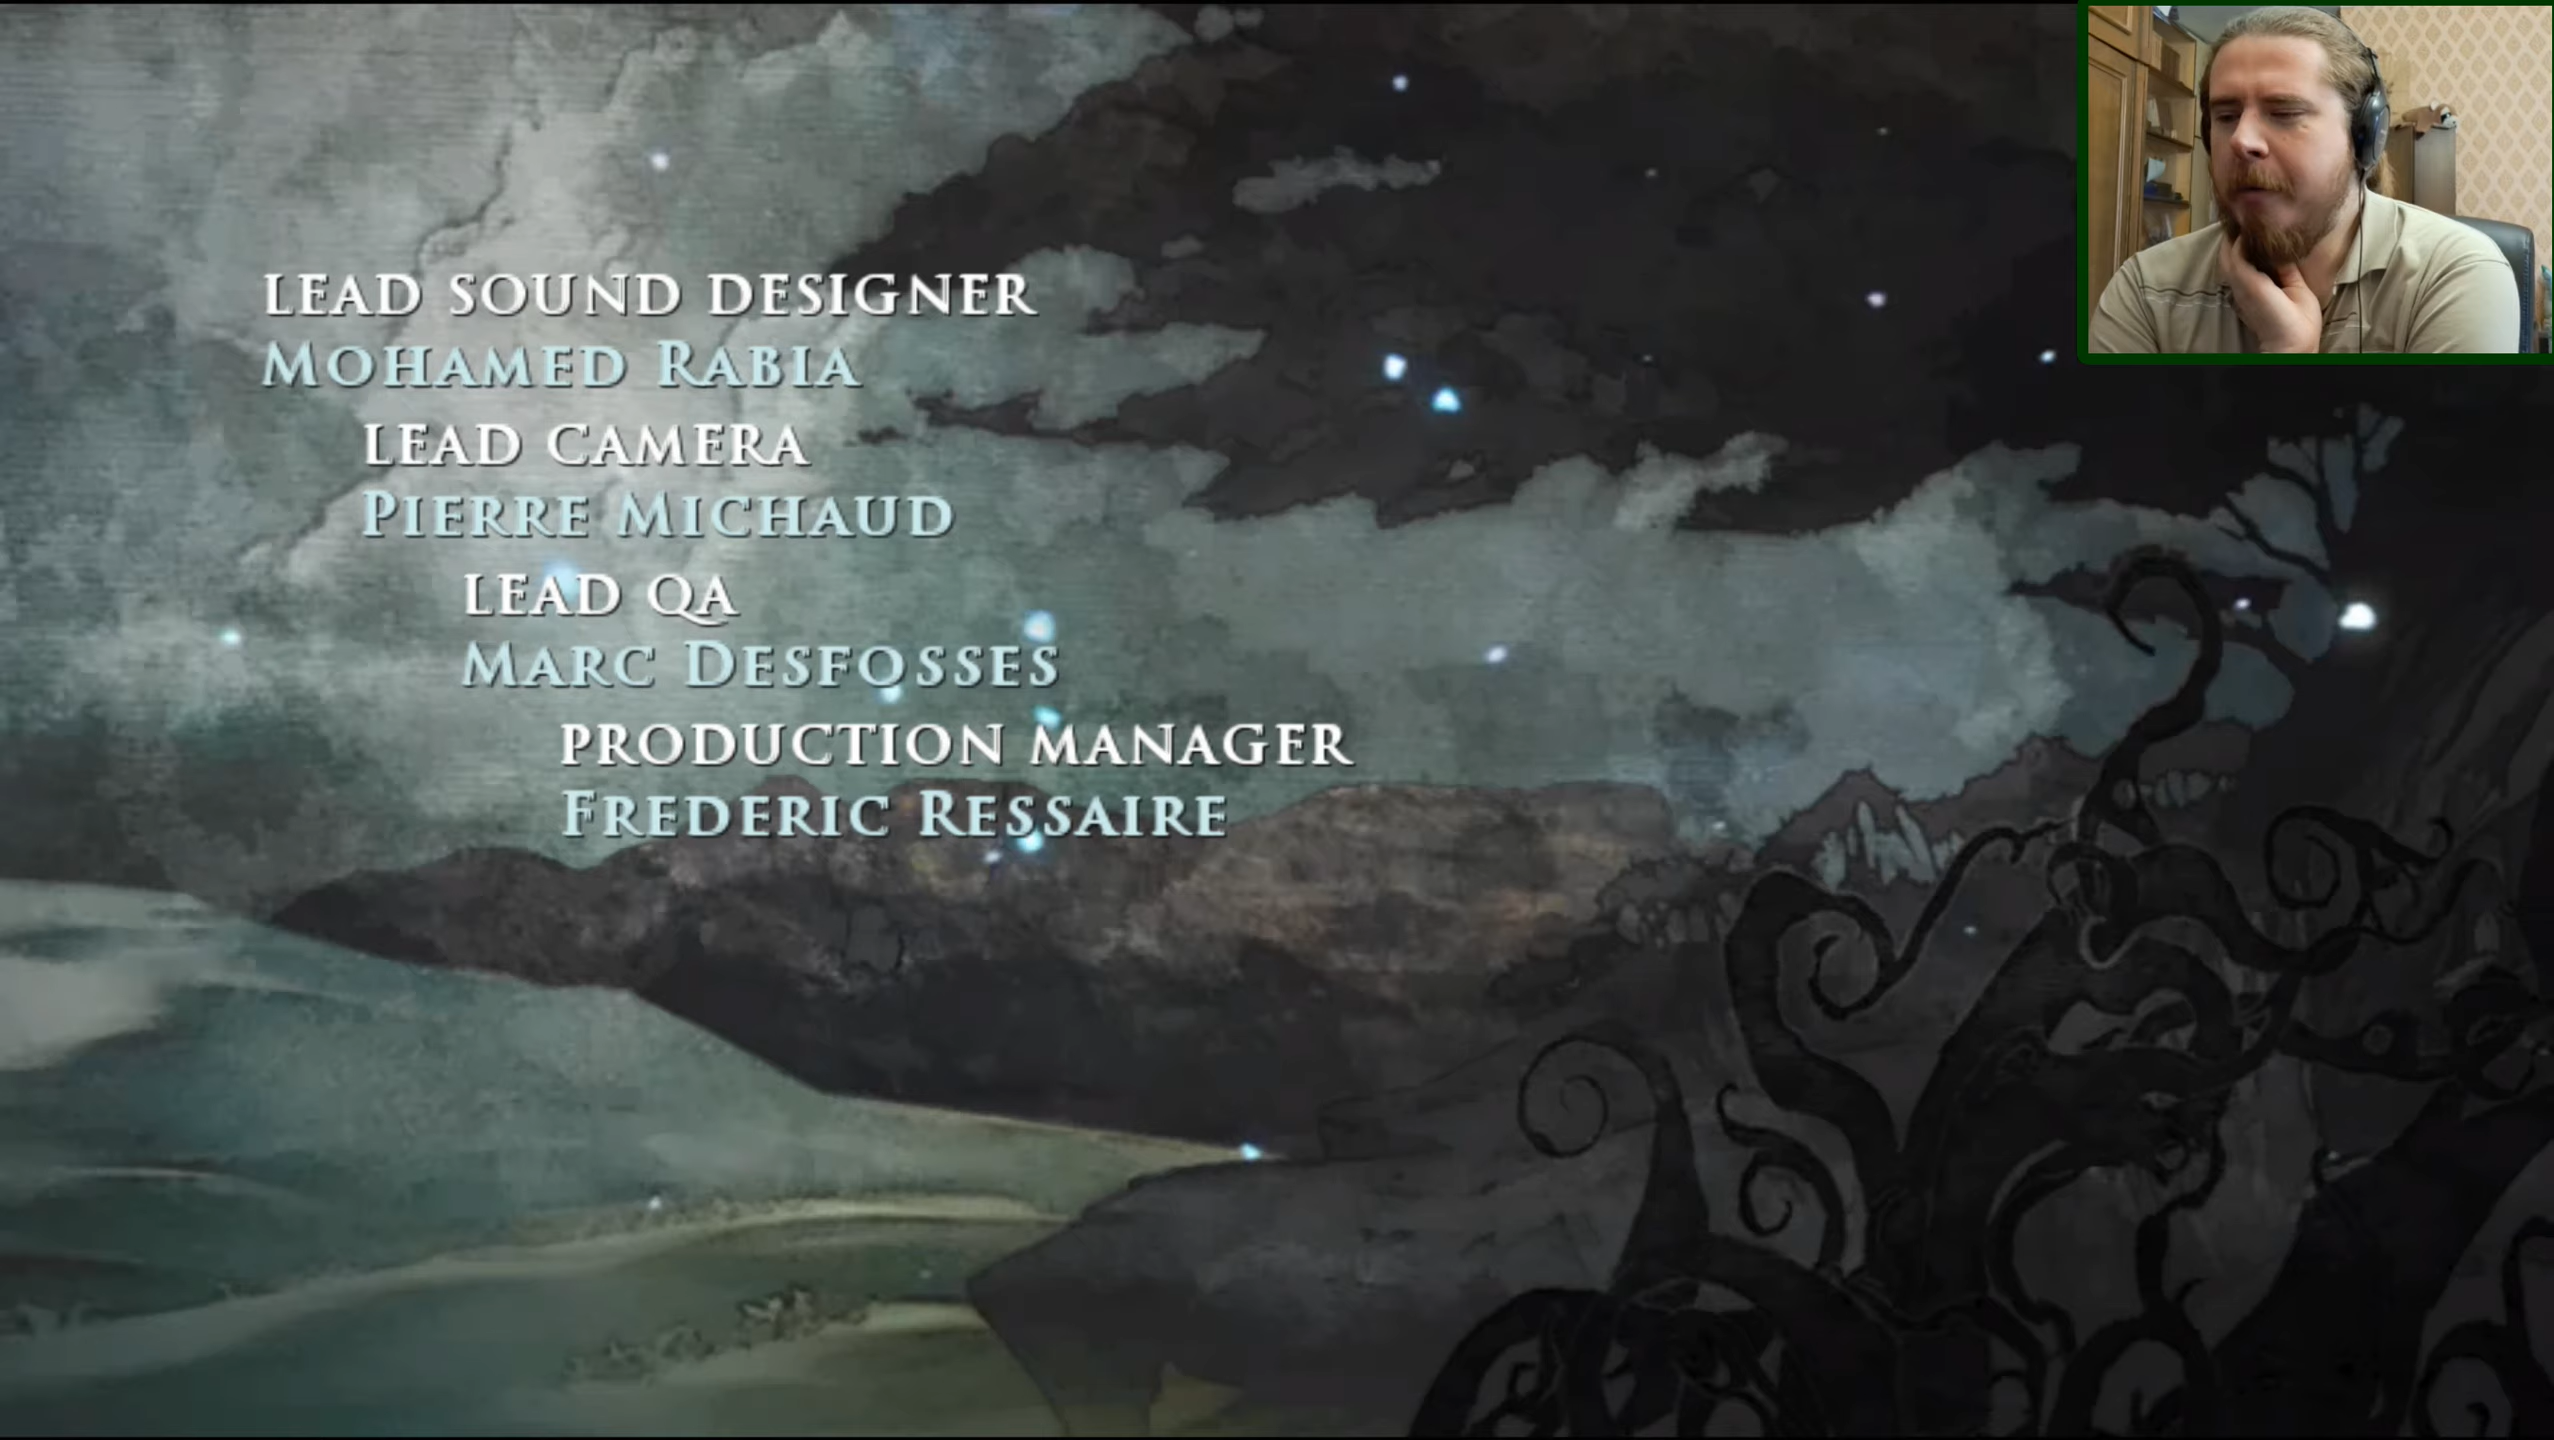 LEAD SOUND DESIGNER
MOHAMED RABIA
LEAD CAMERA
PIERRE MICHAUD
LEAD QA
MARC DESFOSSES
PRODUCTION MANAGER
FREDERIC RESSAIRE